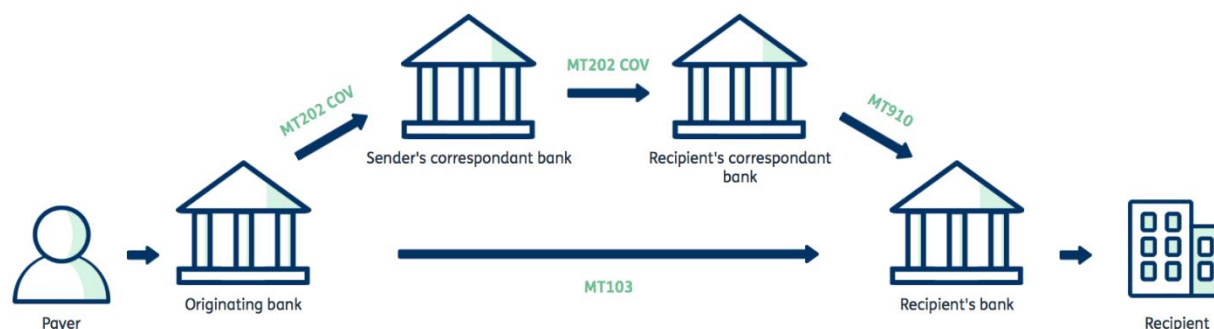 MT202 COV
MT202 COV
MT910
Sender's correspondant bank
Recipient's correspondant
bank
MT103
Payer
Originating bank
Recipient's bank
Recipient